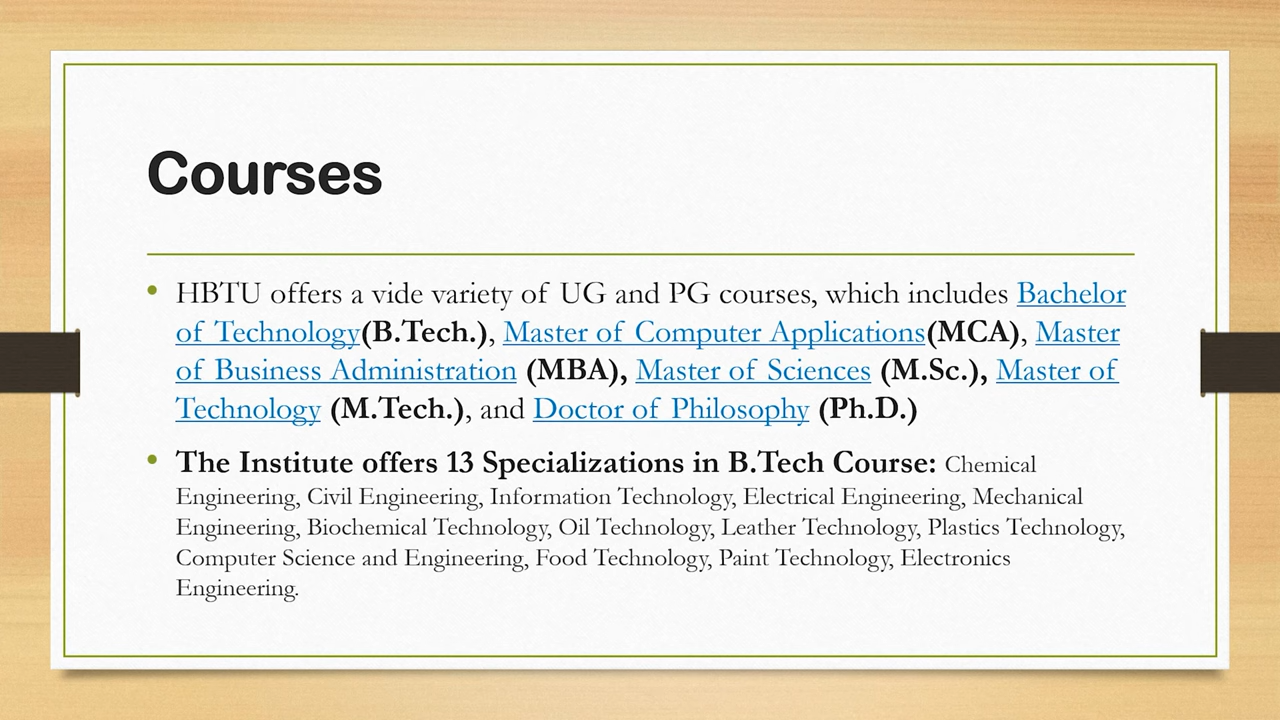 Courses
• HBTU offers a vide variety of UG and PG courses, which includes Bachelor
of Technology(B.Tech.), Master of Computer Applications(MCA), Master
of Business Administration (MBA), Master of Sciences (M.Sc.), Master of
Technology (M.Tech.), and Doctor of Philosophy (Ph.D.)
• The Institute offers 13 Specializations in B.Tech Course: Chemical
Engineering, Civil Engineering, Information Technology, Electrical Engineering, Mechanical
Engineering, Biochemical Technology, Oil Technology, Leather Technology, Plastics Technology,
Computer Science and Engineering, Food Technology, Paint Technology, Electronics
Engineering.